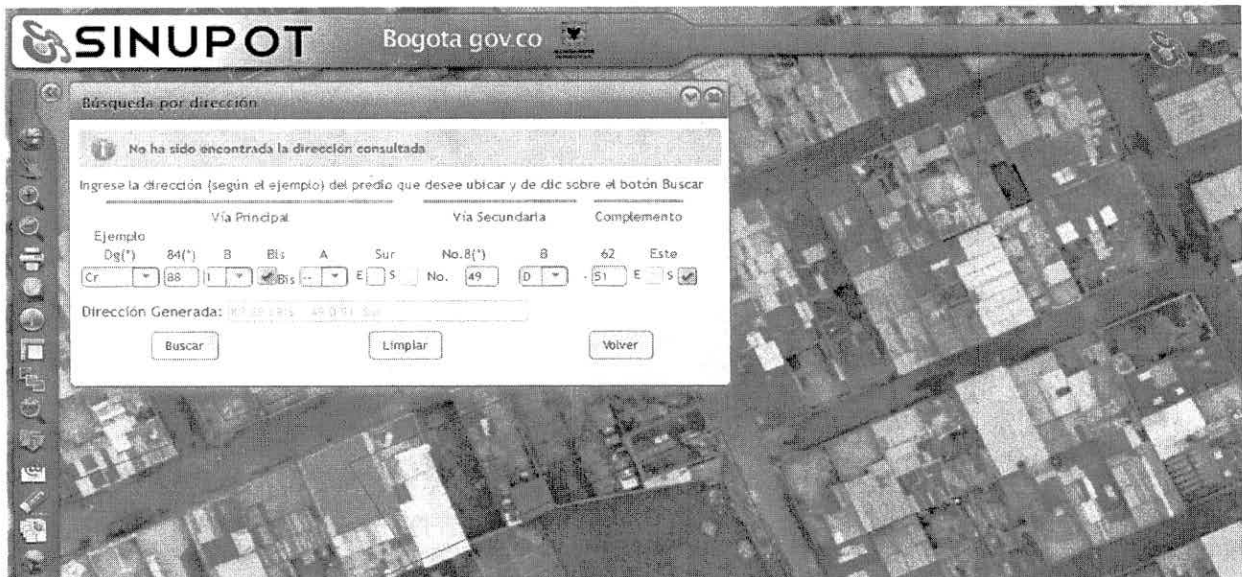 SINUPOT Bogota gov.co
Búsqueda por dirección
No ha sido encontrada la dirección consultada
Ingrese la dirección (según el ejemplo) del predio que desee ubicar y de clic sobre el botón Buscar
Vía Principal Vía Secundaria Complemento
Ejemplo
Dg(*) 84(*) B Bis A Sur No.8(*) B 62 Este
Cr 88 I Bis -- E S No. 49 D - 51 E S
Dirección Generada:
Buscar Limpiar Volver